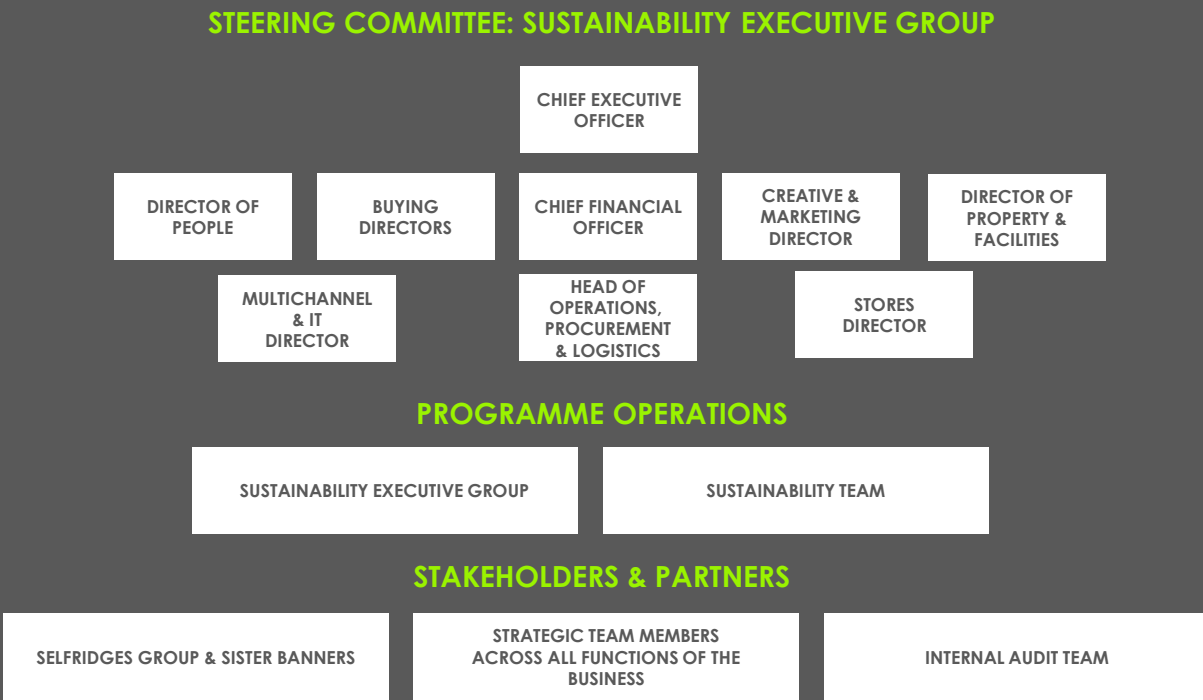 STEERING COMMITTEE: SUSTAINABILITY EXECUTIVE GROUP
CHIEF EXECUTIVE
OFFICER
DIRECTOR OF
PEOPLE
BUYING
DIRECTORS
CHIEF FINANCIAL
OFFICER
CREATIVE &
MARKETING
DIRECTOR
DIRECTOR OF
PROPERTY &
FACILITIES
MULTICHANNEL
& IT
DIRECTOR
HEAD OF
OPERATIONS,
PROCUREMENT
& LOGISTICS
STORES
DIRECTOR
PROGRAMME OPERATIONS
SUSTAINABILITY EXECUTIVE GROUP
SUSTAINABILITY TEAM
STAKEHOLDERS & PARTNERS
SELFRIDGES GROUP & SISTER BANNERS
STRATEGIC TEAM MEMBERS
ACROSS ALL FUNCTIONS OF THE
BUSINESS
INTERNAL AUDIT TEAM